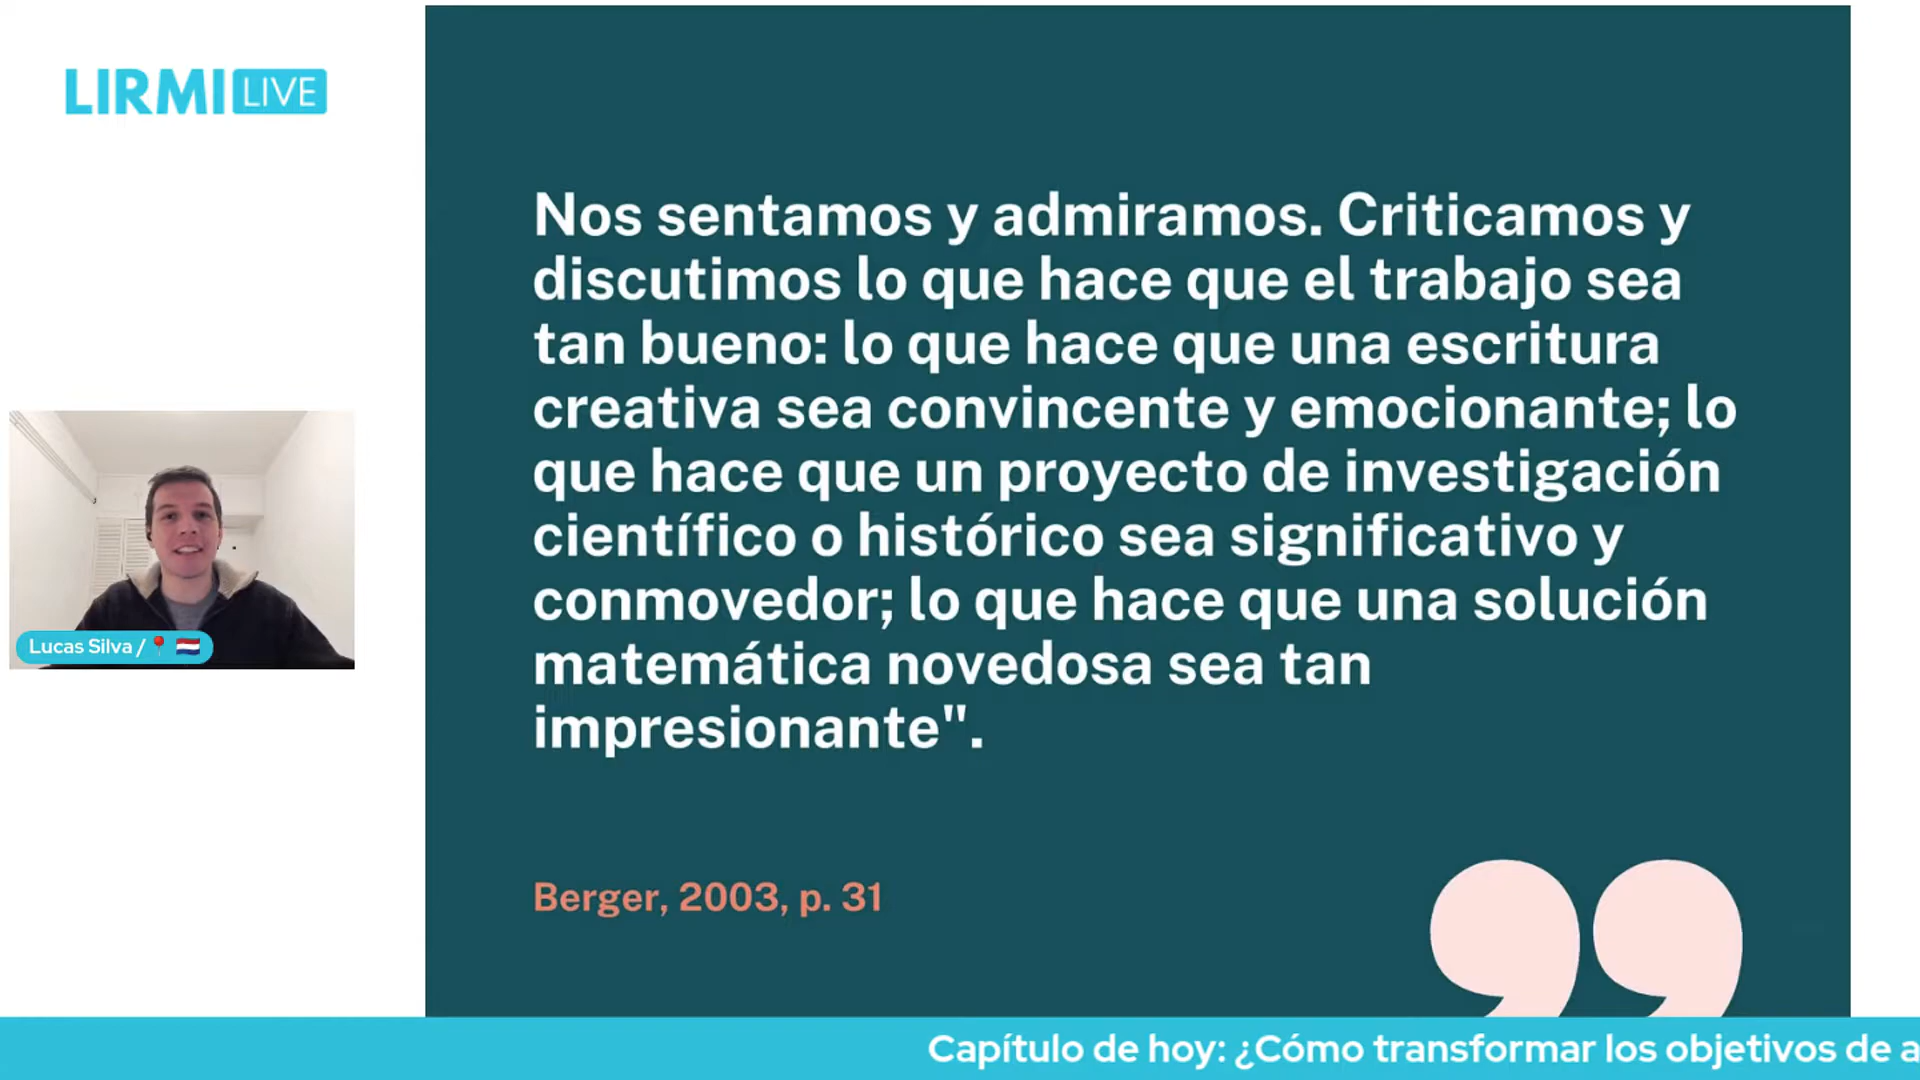 LIRMI LIVE
Nos sentamos y admiramos. Criticamos y
discutimos lo que hace que el trabajo sea
tan bueno: lo que hace que una escritura
creativa sea convincente y emocionante; lo
que hace que un proyecto de investigación
científico o histórico sea significativo y
conmovedor; lo que hace que una solución
matemática novedosa sea tan
impresionante".
Berger, 2003, p. 31
Lucas Silva /
Capítulo de hoy: ¿Cómo transformar los objetivos de a